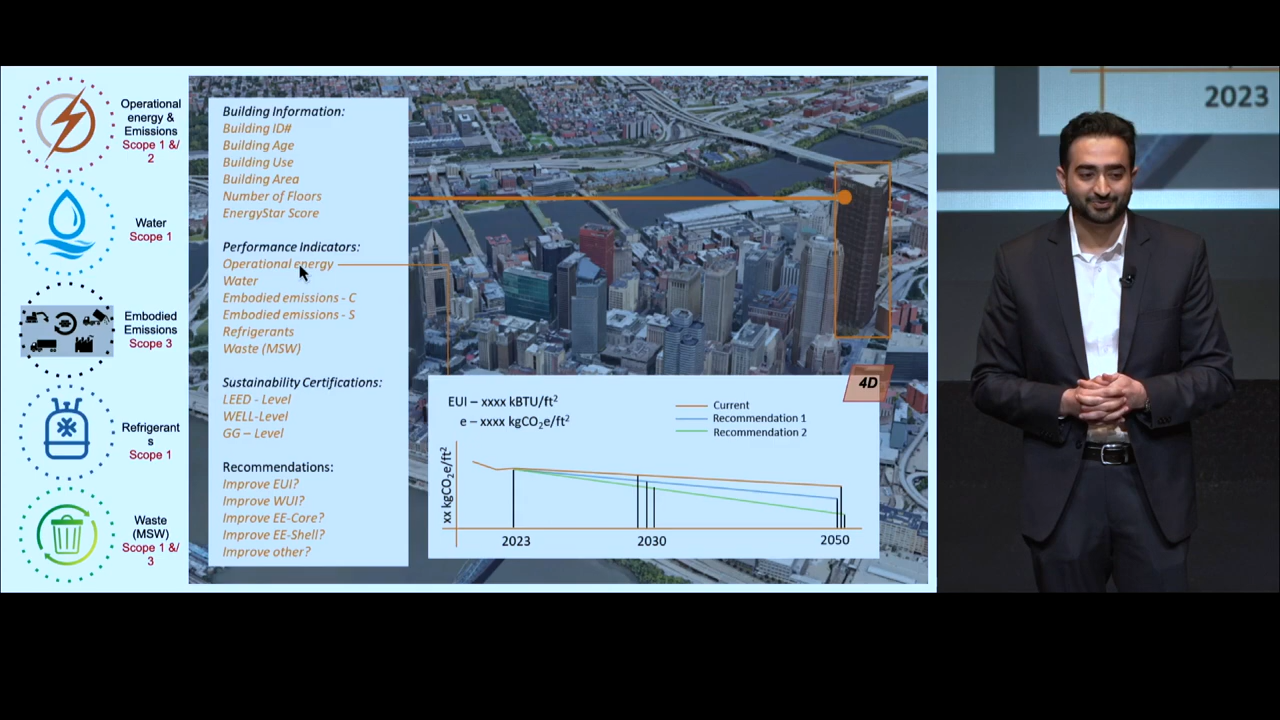 Operational
energy &
Emissions
Scope 1 &/
2
Water
Scope 1
Embodied
Emissions
Scope 3
Refrigerant
s
Scope 1
Waste
(MSW)
Scope 1 &/
3
Building Information:
Building ID#
Building Age
Building Use
Building Area
Number of Floors
EnergyStar Score
Performance Indicators:
Operational energy
Water
Embodied emissions - C
Embodied emissions - S
Refrigerants
Waste (MSW)
Sustainability Certifications:
LEED - Level
WELL-Level
GG – Level
Recommendations:
Improve EUI?
Improve WUI?
Improve EE-Core?
Improve EE-Shell?
Improve other?
4D
EUI – xxxx kBTU/ft²
e – xxxx kgCO₂e/ft²
Current
Recommendation 1
Recommendation 2
xx kgCO₂e/ft²
2023
2030
2050
2023